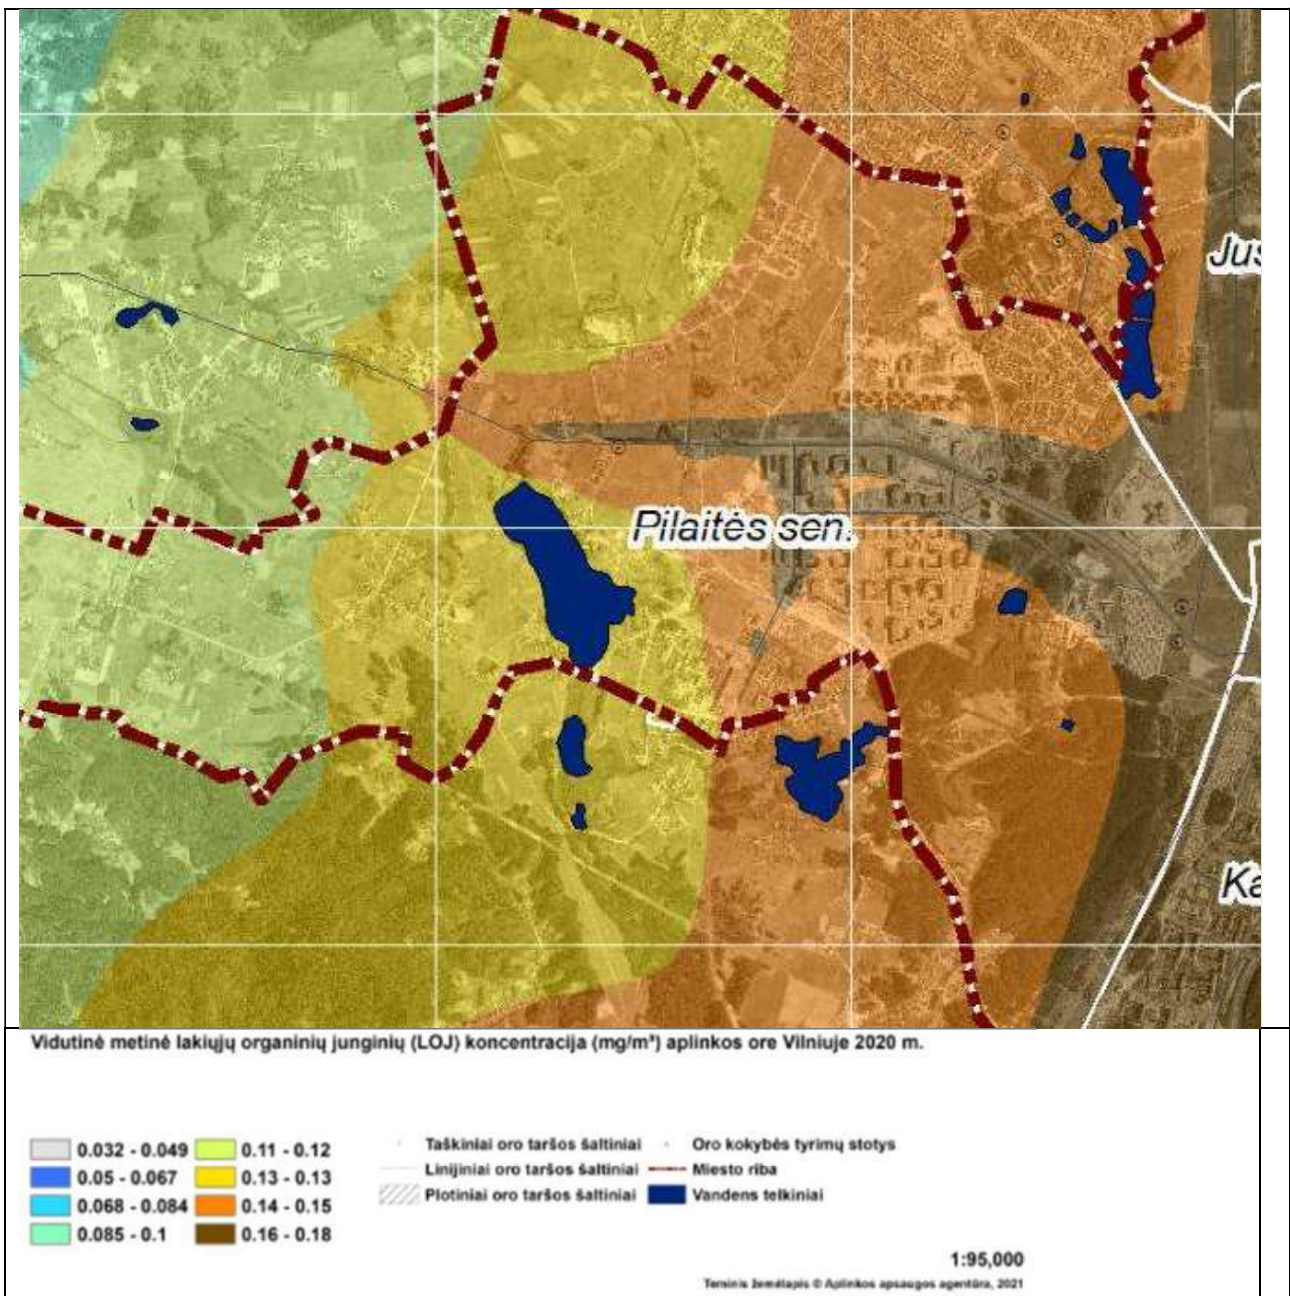 Jus
Pilaitės sen.
Ka
Vidutinė metinė lakiųjų organinių junginių (LOJ) koncentracija (mg/m³) aplinkos ore Vilniuje 2020 m.
0.032 - 0.049
0.05 - 0.067
0.068 - 0.084
0.085 - 0.1
0.11 - 0.12
0.13 - 0.13
0.14 - 0.15
0.16 - 0.18
Taškiniai oro taršos šaltiniai
Linijiniai oro taršos šaltiniai
Plotiniai oro taršos šaltiniai
Oro kokybės tyrimų stotys
Miesto riba
Vandens telkiniai
1:95,000
Teminis žemėlapis © Aplinkos apsaugos agentūra, 2021